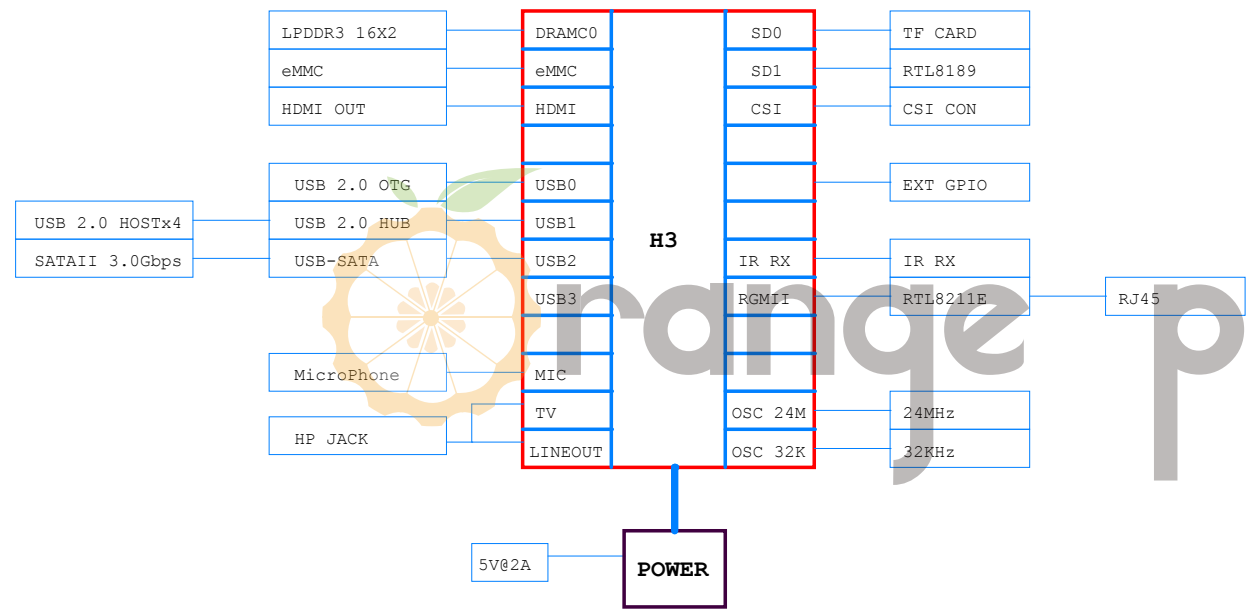 LPDDR3 16X2
DRAMC0
SD0
TF CARD
eMMC
eMMC
SD1
RTL8189
HDMI OUT
HDMI
CSI
CSI CON
USB 2.0 OTG
USB0
EXT GPIO
USB 2.0 HOSTx4
USB 2.0 HUB
USB1
H3
SATAII 3.0Gbps
USB-SATA
USB2
IR RX
IR RX
USB3
RGMII
RTL8211E
RJ45
range p
MicroPhone
MIC
TV
OSC 24M
24MHz
HP JACK
LINEOUT
OSC 32K
32KHz
5V@2A
POWER